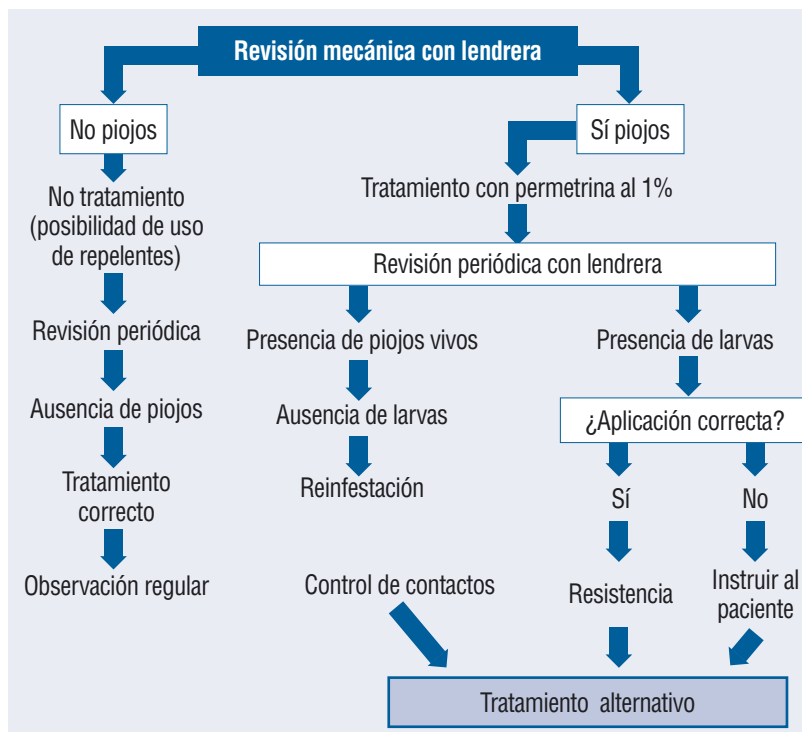 Revisión mecánica con lendrera
No piojos
Sí piojos
No tratamiento
(posibilidad de uso
de repelentes)
Tratamiento con permetrina al 1%
Revisión periódica con lendrera
Revisión periódica
Presencia de piojos vivos
Presencia de larvas
Ausencia de piojos
Ausencia de larvas
¿Aplicación correcta?
Tratamiento
correcto
Reinfestación
Sí
No
Observación regular
Control de contactos
Resistencia
Instruir al
paciente
Tratamiento alternativo